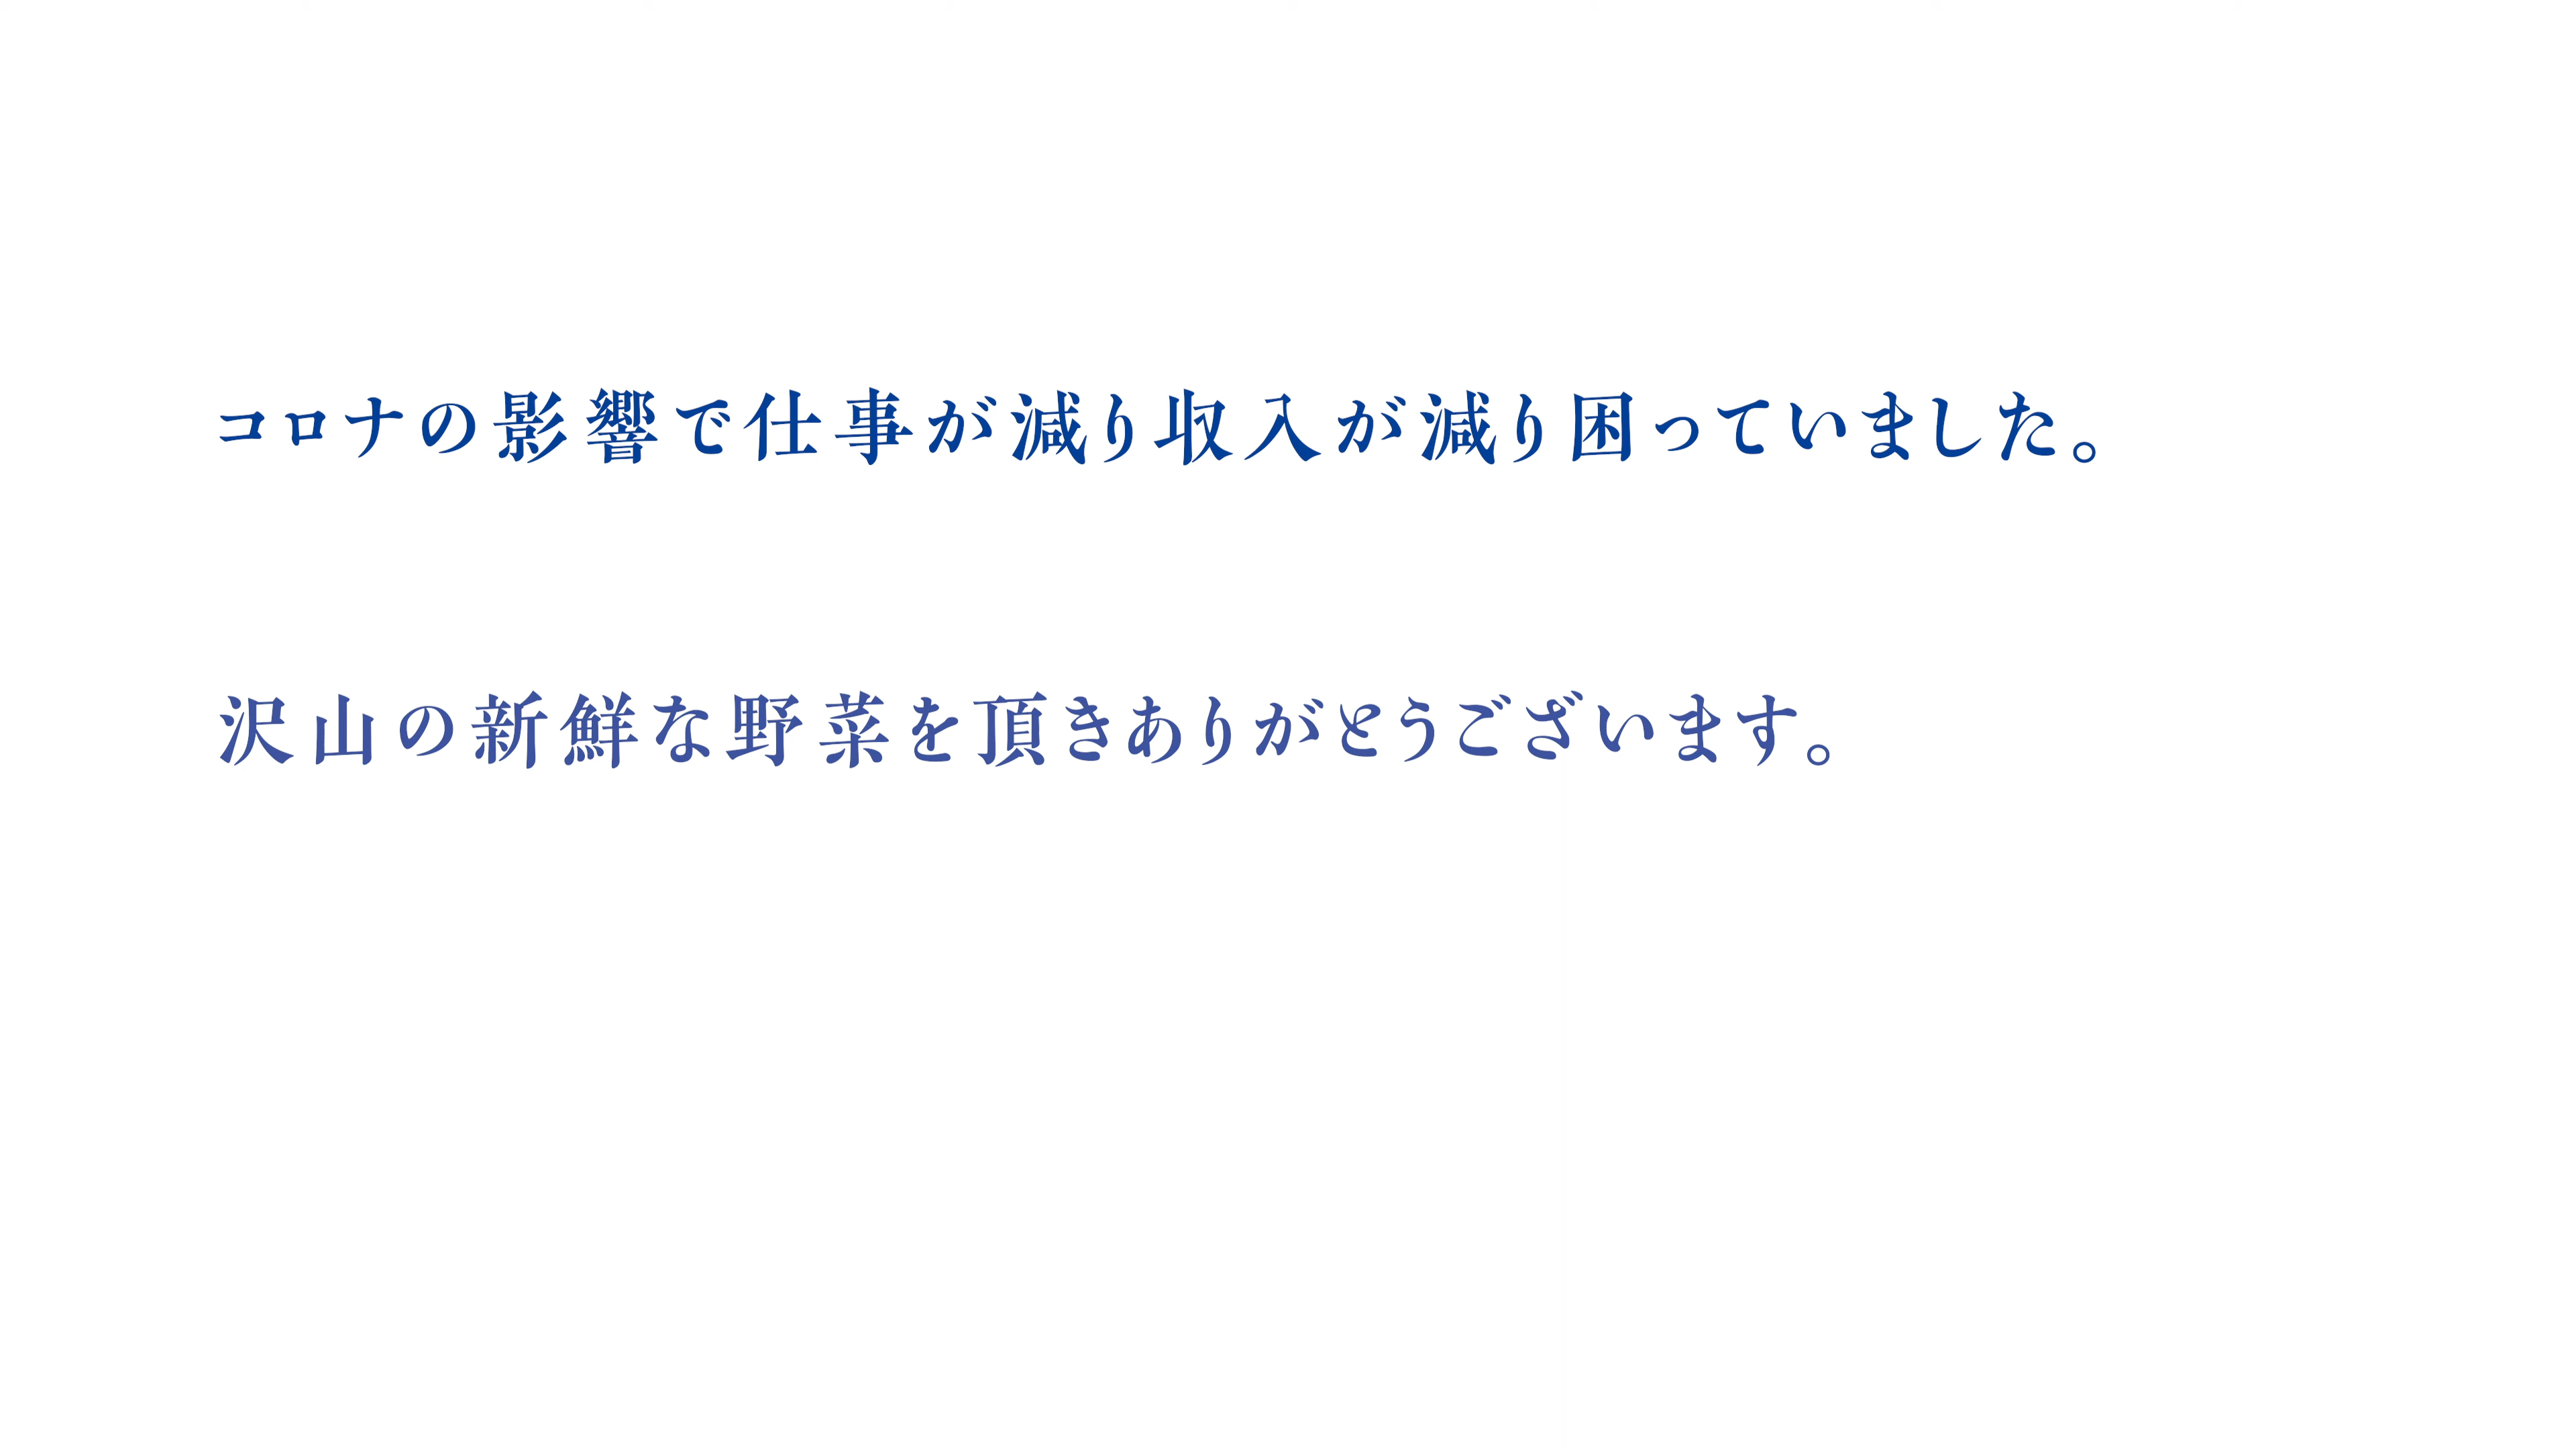 コロナの影響で仕事が減り収入が減り困っていました。
沢山の新鮮な野菜を頂きありがとうございます。